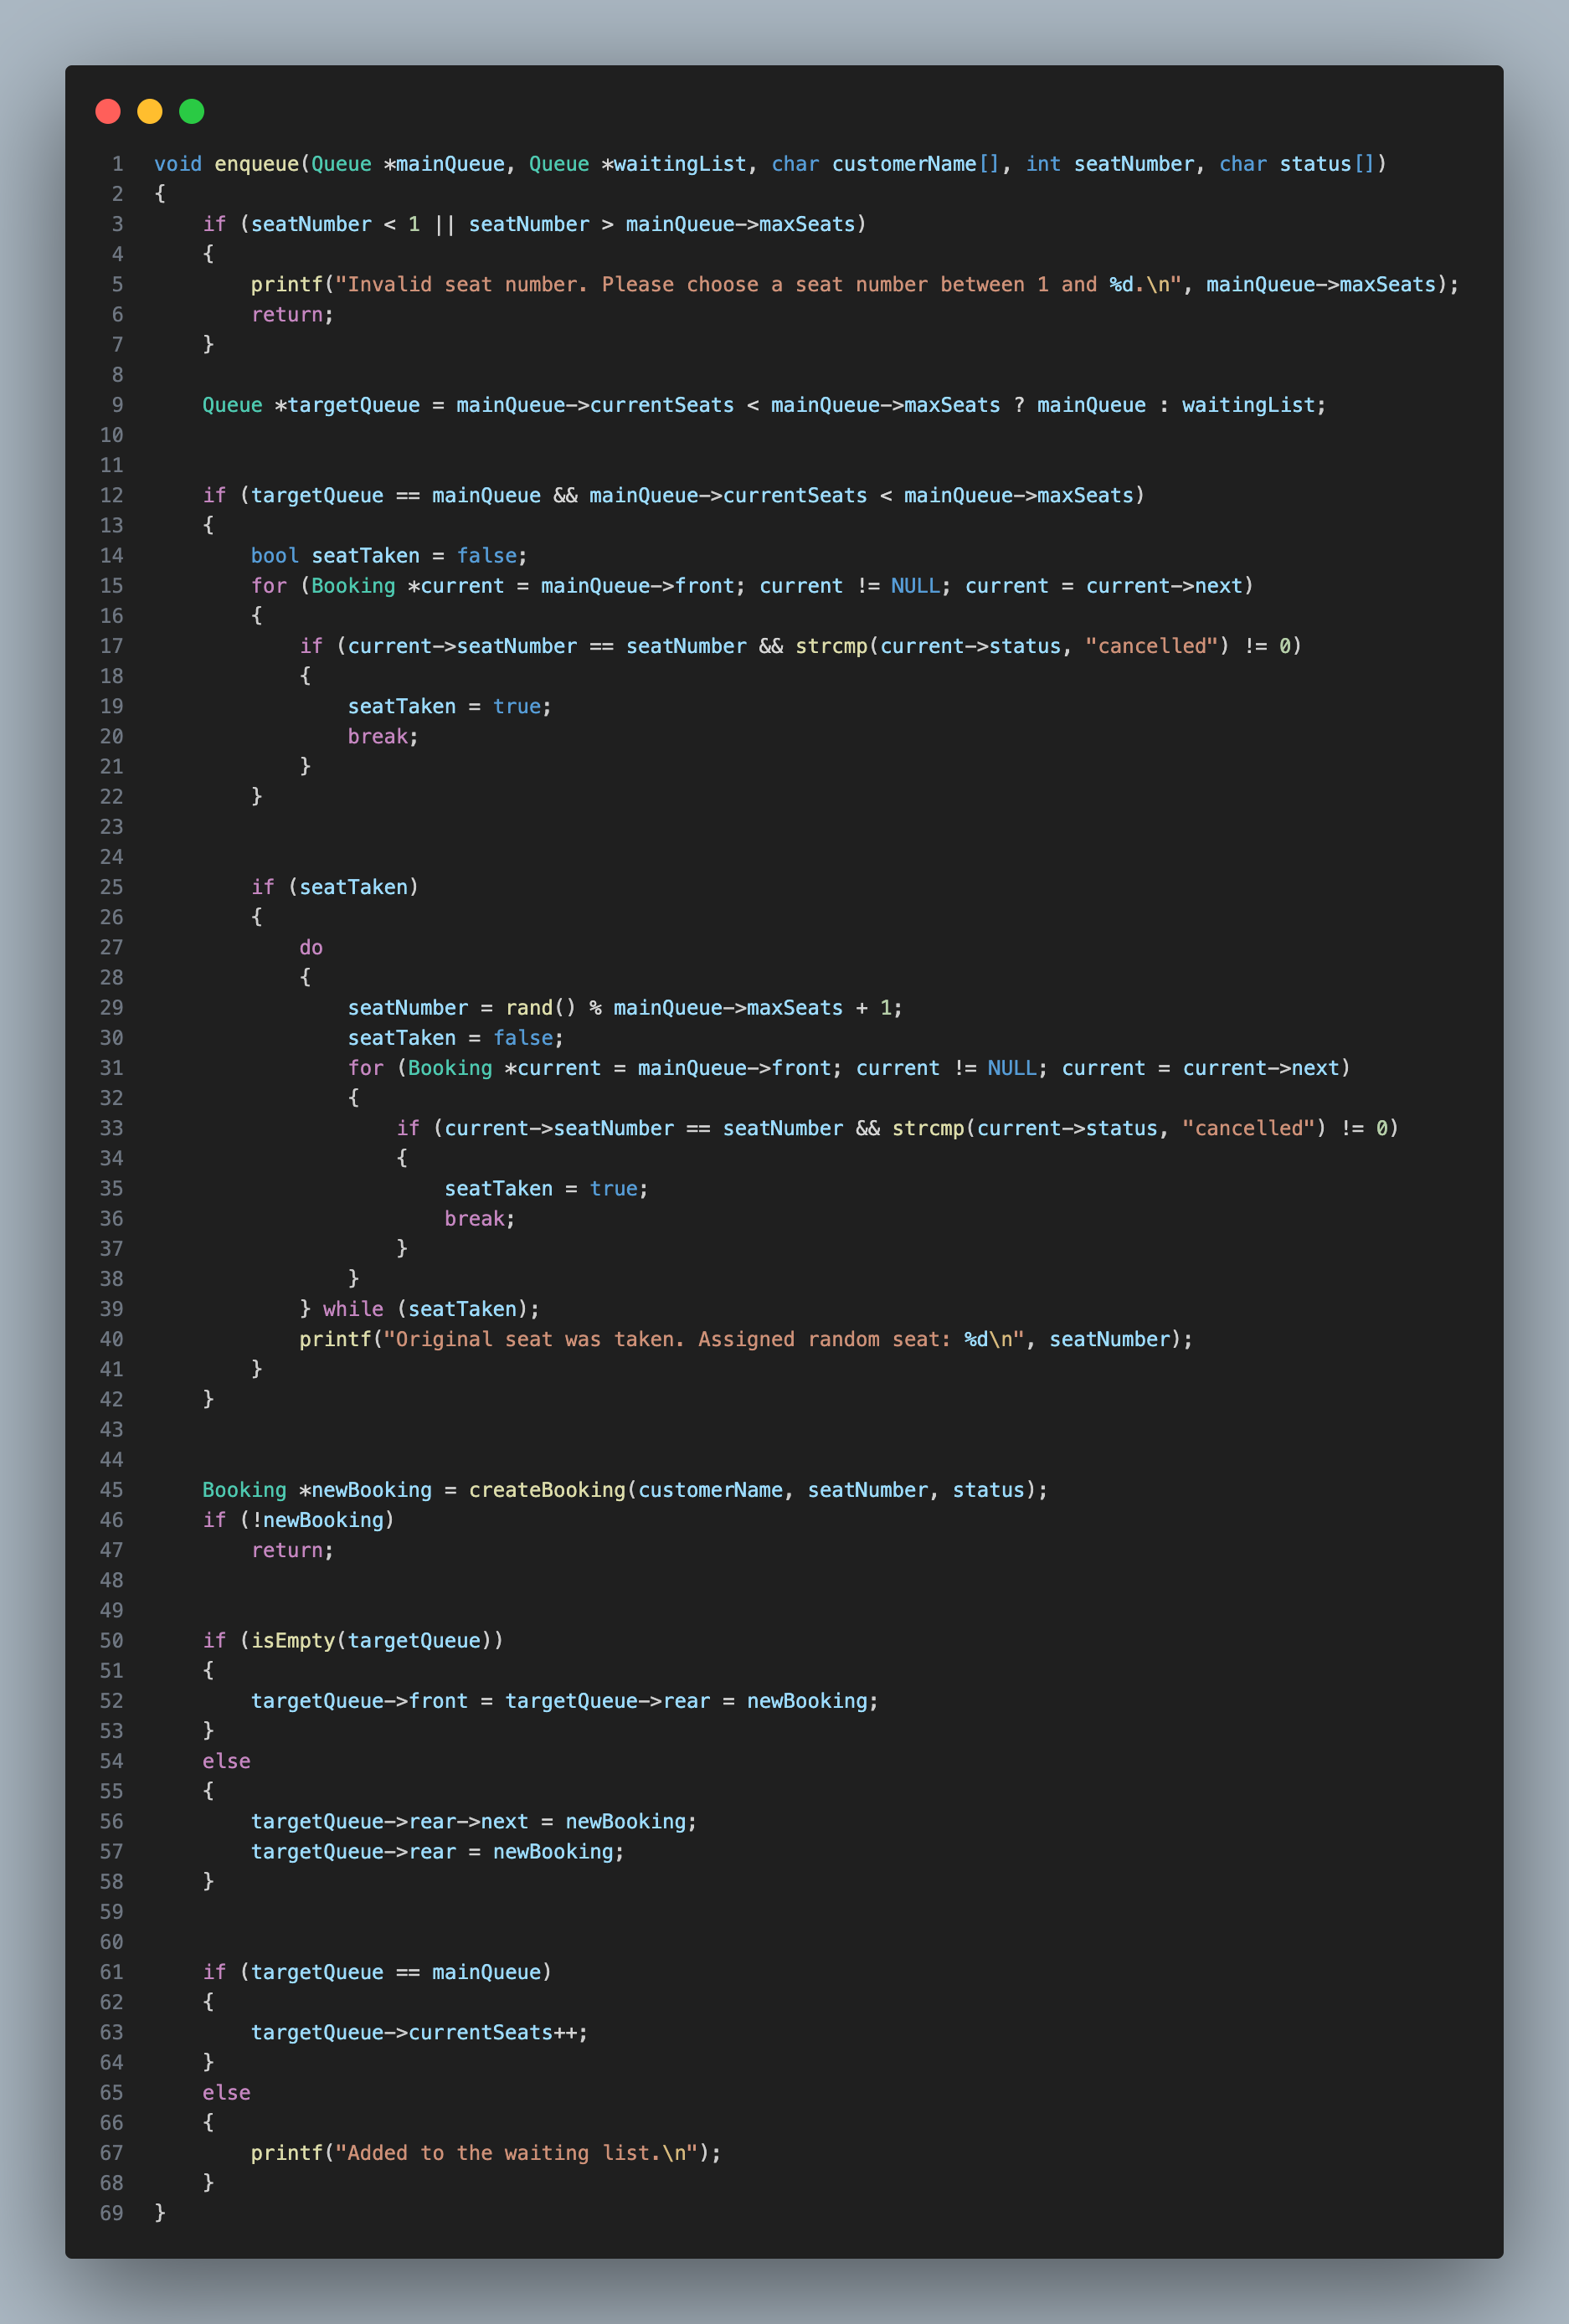 1 void enqueue(Queue *mainQueue, Queue *waitingList, char customerName[], int seatNumber, char status[])
2 {
3     if (seatNumber < 1 || seatNumber > mainQueue->maxSeats)
4     {
5         printf("Invalid seat number. Please choose a seat number between 1 and %d.\n", mainQueue->maxSeats);
6         return;
7     }
8
9     Queue *targetQueue = mainQueue->currentSeats < mainQueue->maxSeats ? mainQueue : waitingList;
10
11
12     if (targetQueue == mainQueue && mainQueue->currentSeats < mainQueue->maxSeats)
13     {
14         bool seatTaken = false;
15         for (Booking *current = mainQueue->front; current != NULL; current = current->next)
16         {
17             if (current->seatNumber == seatNumber && strcmp(current->status, "cancelled") != 0)
18             {
19                 seatTaken = true;
20                 break;
21             }
22         }
23
24
25         if (seatTaken)
26         {
27             do
28             {
29                 seatNumber = rand() % mainQueue->maxSeats + 1;
30                 seatTaken = false;
31                 for (Booking *current = mainQueue->front; current != NULL; current = current->next)
32                 {
33                     if (current->seatNumber == seatNumber && strcmp(current->status, "cancelled") != 0)
34                     {
35                         seatTaken = true;
36                         break;
37                     }
38                 }
39             } while (seatTaken);
40             printf("Original seat was taken. Assigned random seat: %d\n", seatNumber);
41         }
42     }
43
44
45     Booking *newBooking = createBooking(customerName, seatNumber, status);
46     if (!newBooking)
47         return;
48
49
50     if (isEmpty(targetQueue))
51     {
52         targetQueue->front = targetQueue->rear = newBooking;
53     }
54     else
55     {
56         targetQueue->rear->next = newBooking;
57         targetQueue->rear = newBooking;
58     }
59
60
61     if (targetQueue == mainQueue)
62     {
63         targetQueue->currentSeats++;
64     }
65     else
66     {
67         printf("Added to the waiting list.\n");
68     }
69 }